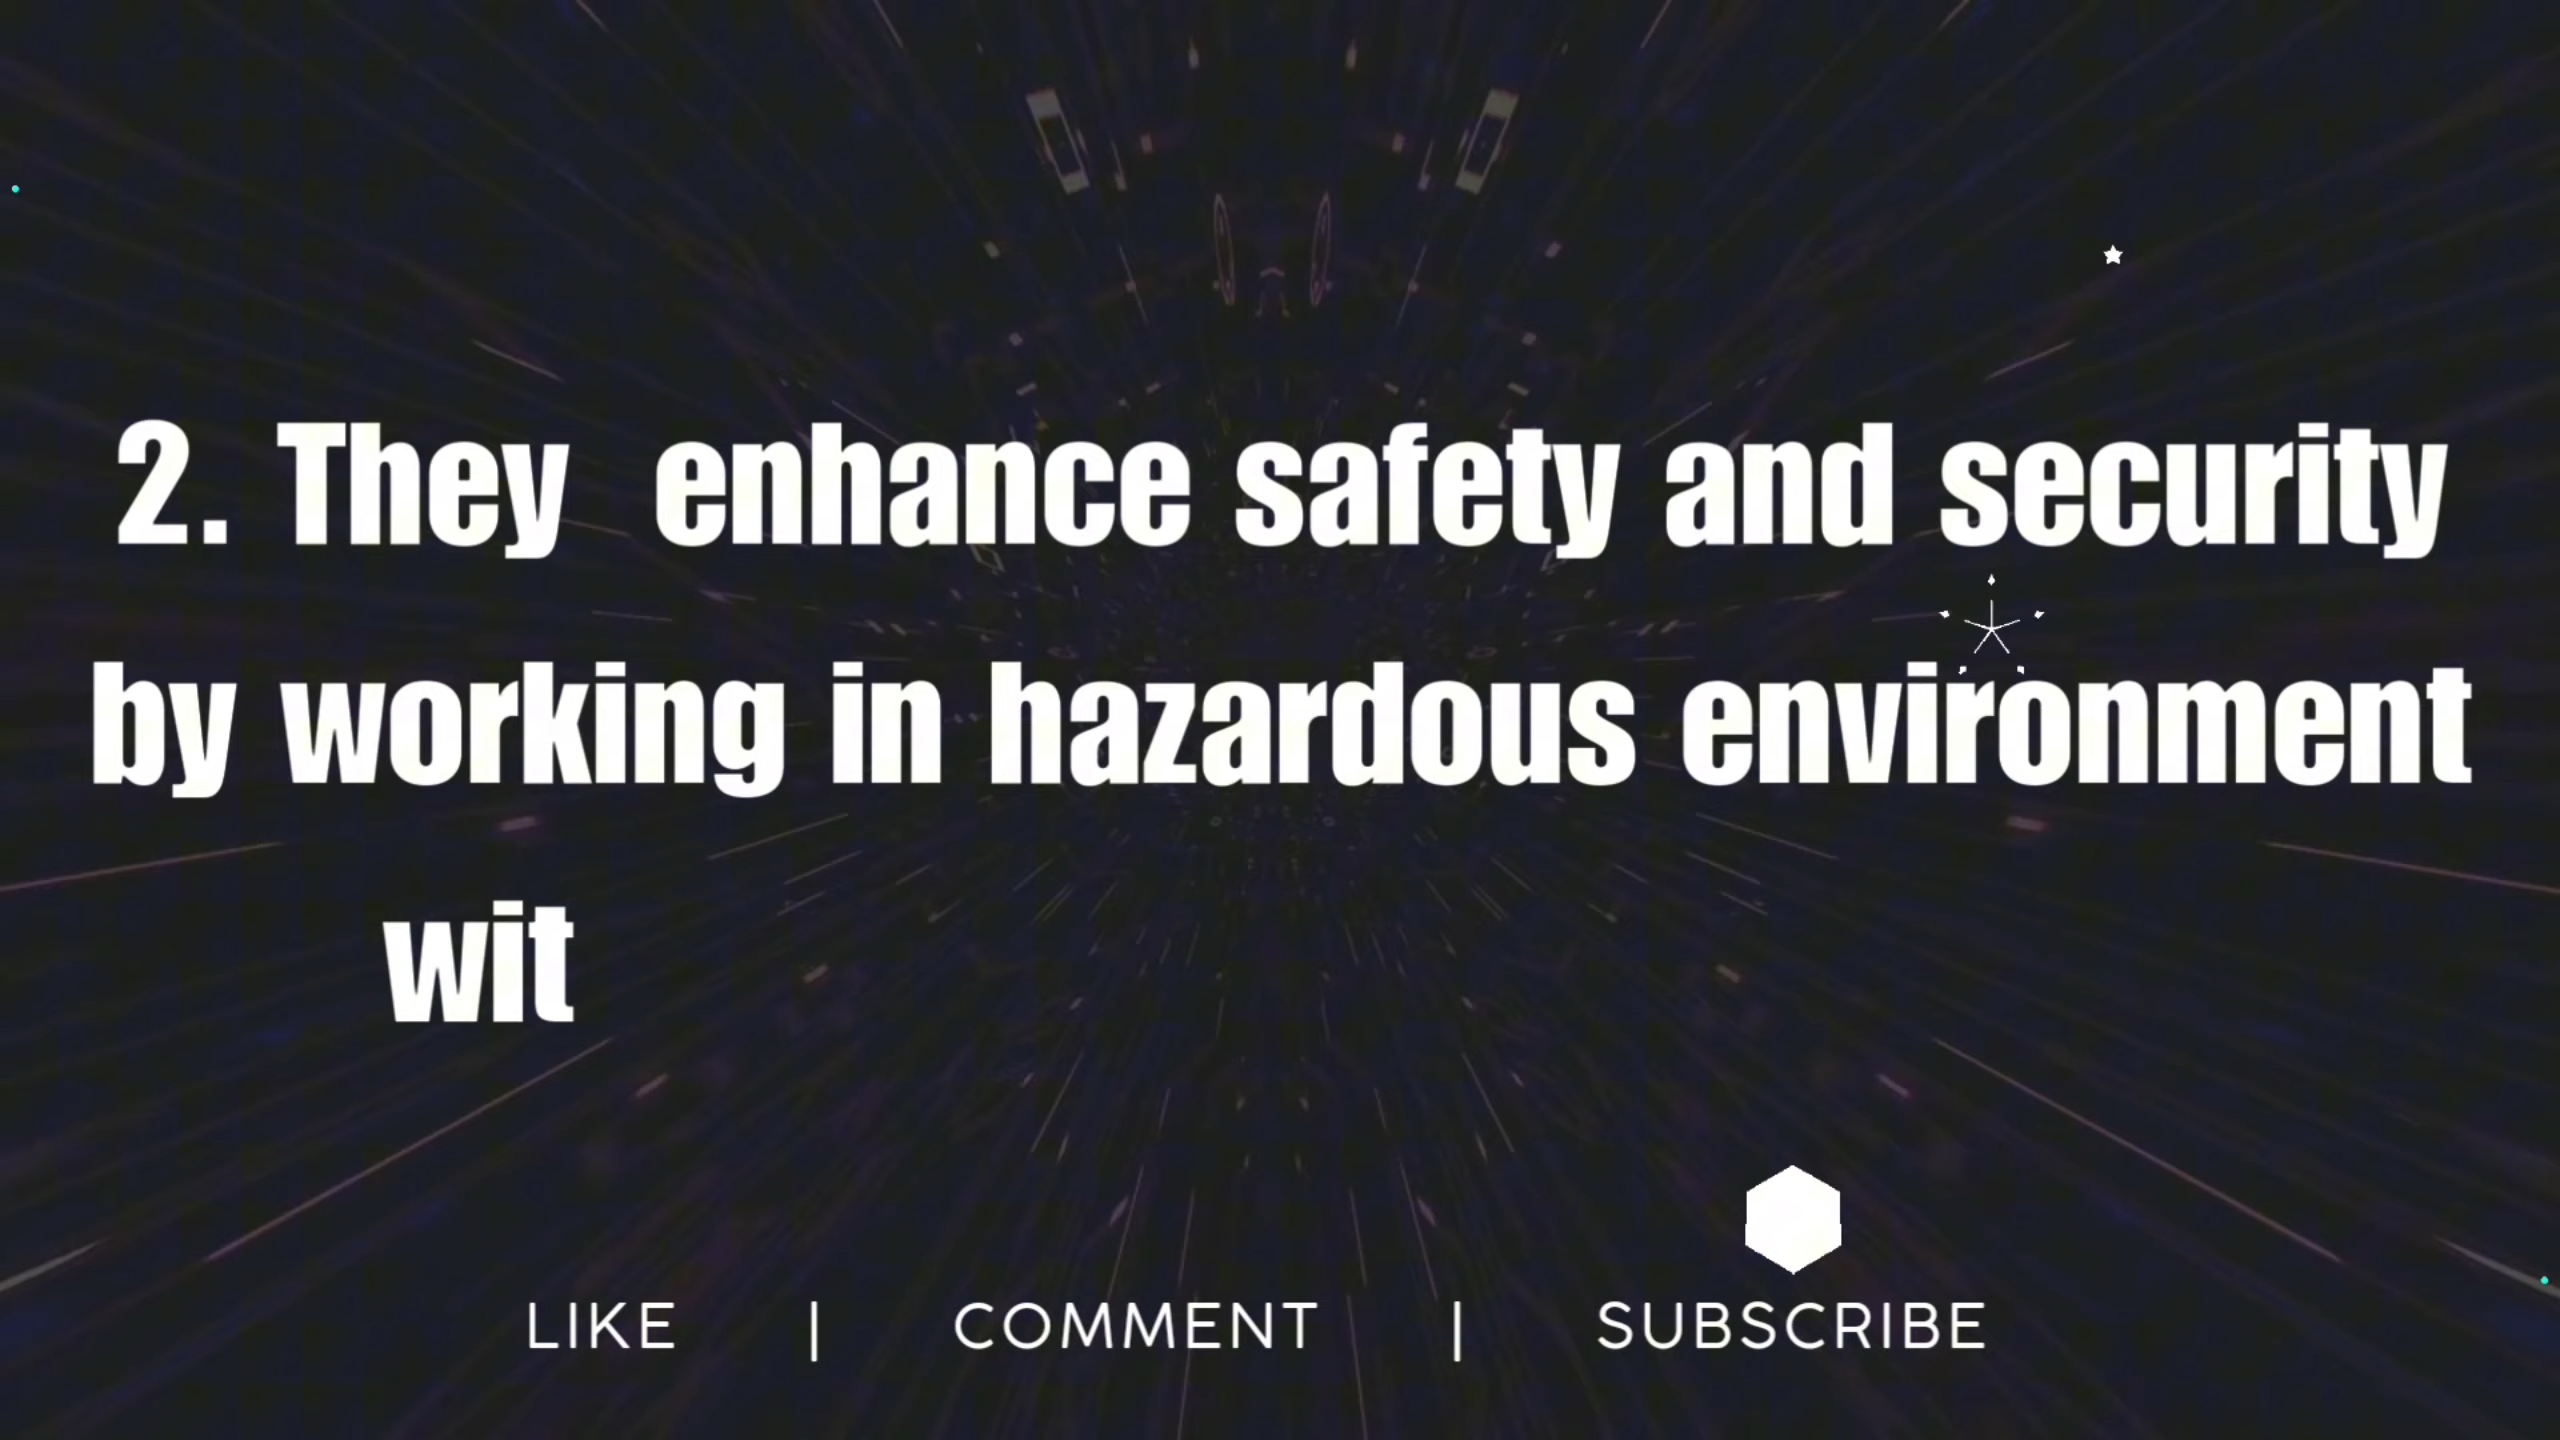 2. They  enhance safety and security
by working in hazardous environment
wit
LIKE | COMMENT | SUBSCRIBE